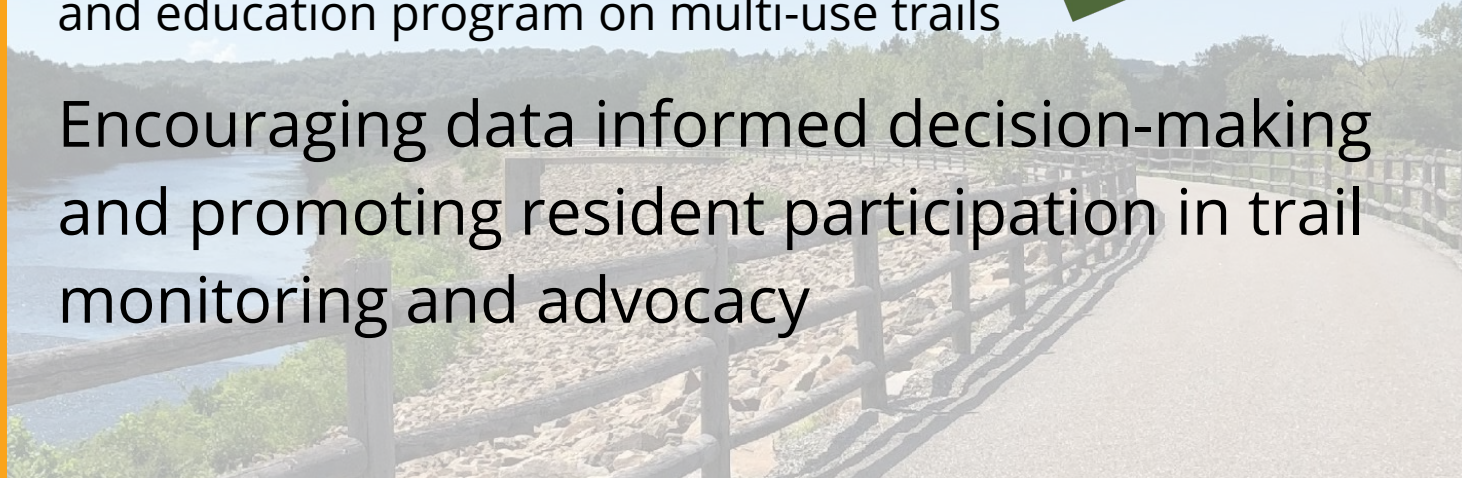 and education program on multi-use trails
Encouraging data informed decision-making
and promoting resident participation in trail
monitoring and advocacy